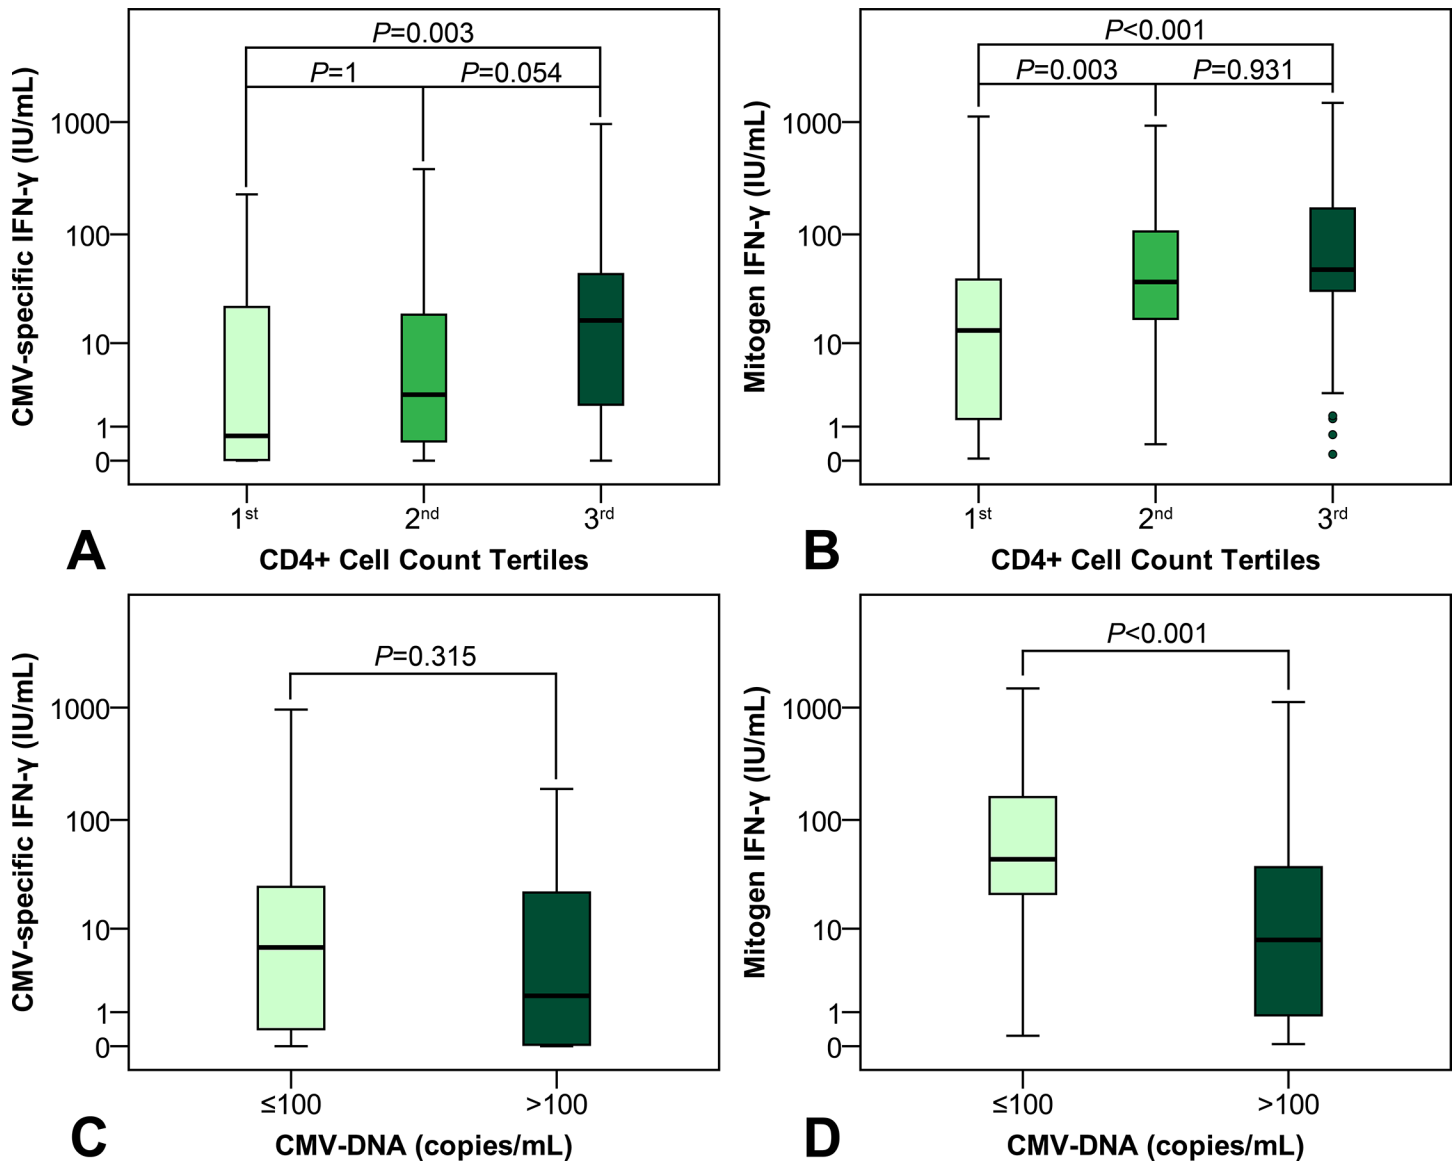 P=0.003
P=1
P=0.054
CMV-specific IFN-γ (IU/mL)
1000
100
10
1
0
1st
2nd
3rd
A
CD4+ Cell Count Tertiles
P<0.001
P=0.003
P=0.931
Mitogen IFN-γ (IU/mL)
1000
100
10
1
0
1st
2nd
3rd
B
CD4+ Cell Count Tertiles
P=0.315
CMV-specific IFN-γ (IU/mL)
1000
100
10
1
0
≤100
>100
C
CMV-DNA (copies/mL)
P<0.001
Mitogen IFN-γ (IU/mL)
1000
100
10
1
0
≤100
>100
D
CMV-DNA (copies/mL)